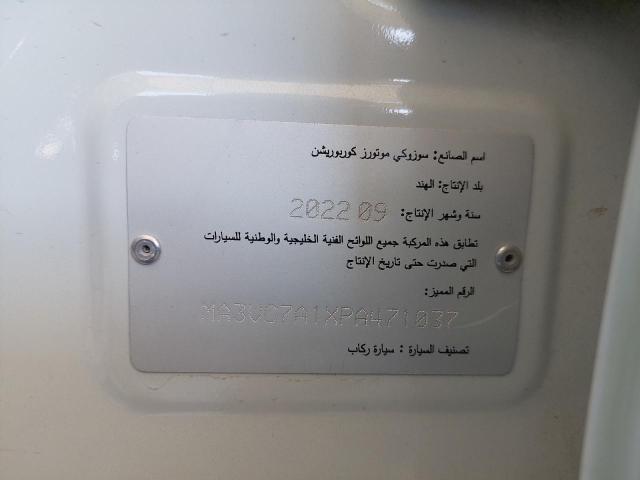 اسم الصانع: سوزوكي موتورز كوربوريشن
بلد الإنتاج: الهند
سنة وشهر الإنتاج: 2022 09
تطابق هذه المركبة جميع اللوائح الفنية الخليجية والوطنية للسيارات
التي صدرت حتى تاريخ الإنتاج
الرقم المميز:
MA3VC7A1XPA471037
تصنيف السيارة : سيارة ركاب